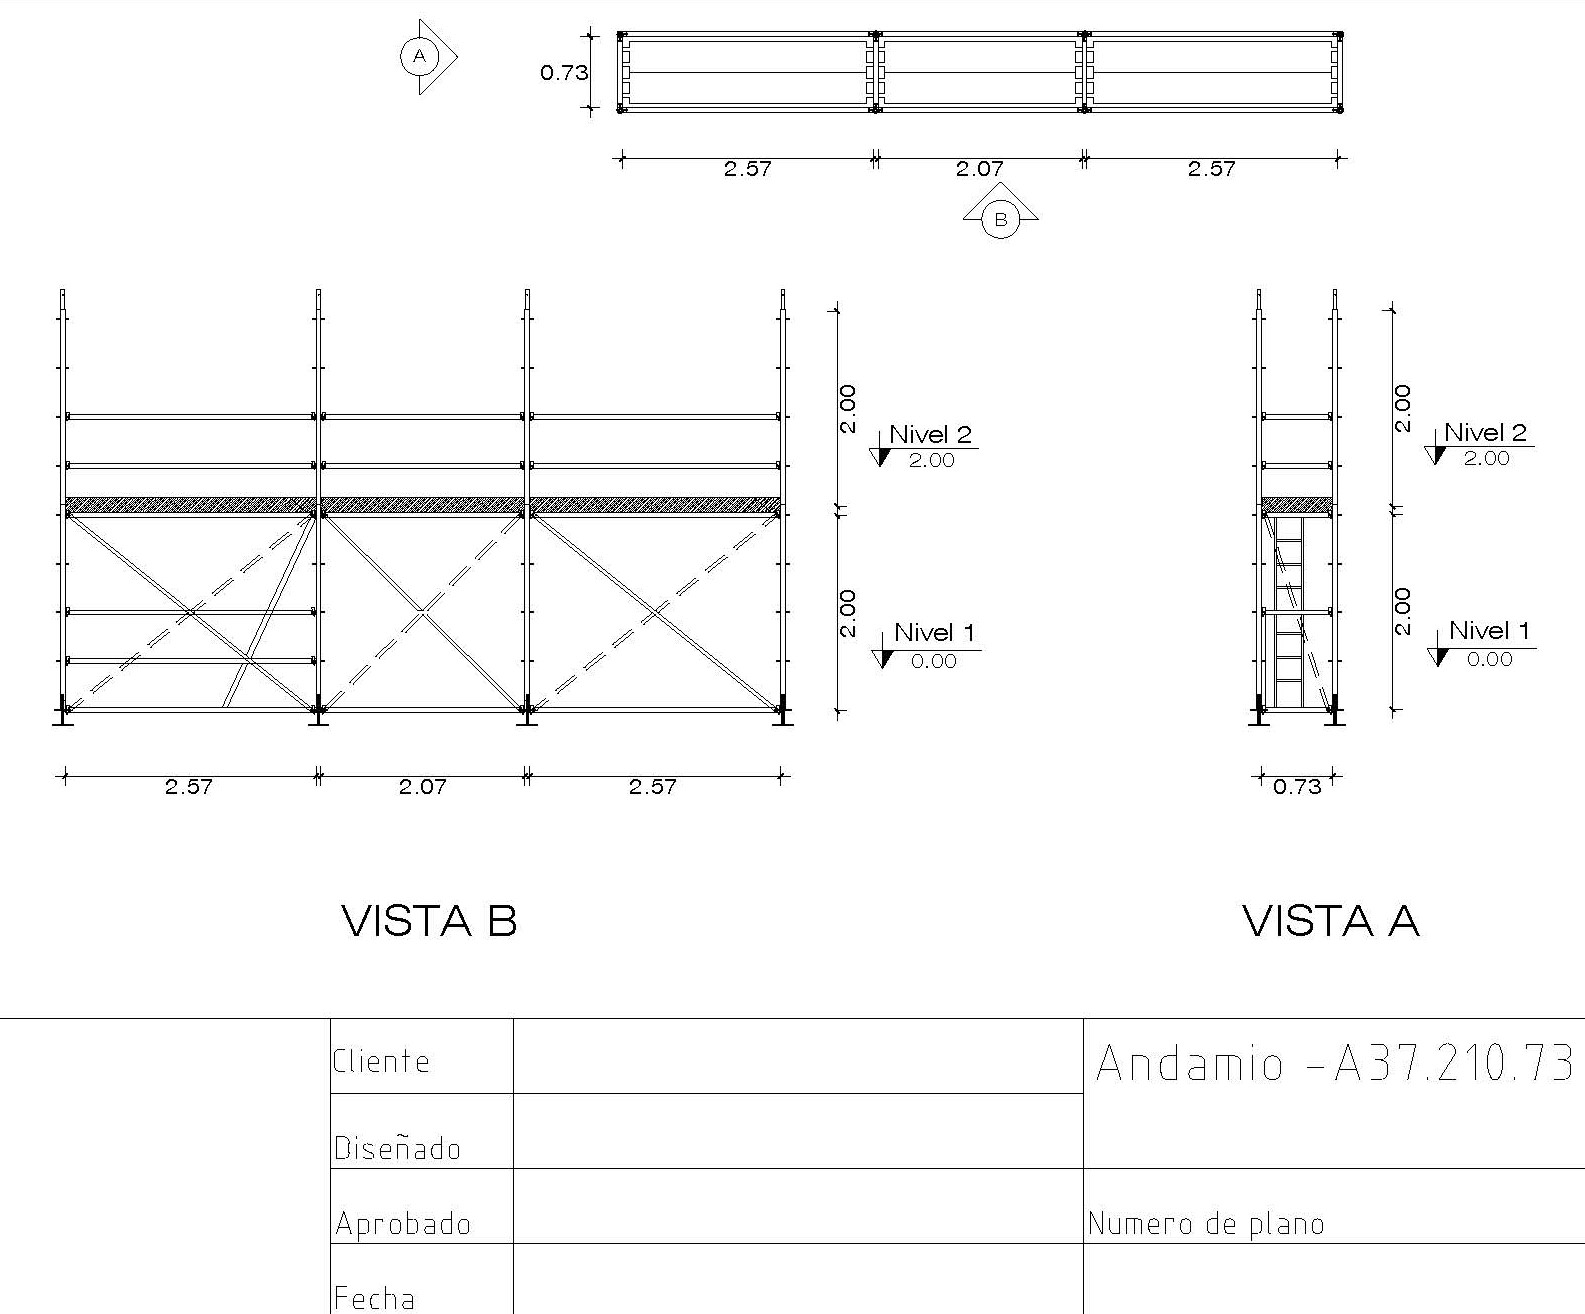 A
0.73
2.57
2.07
2.57
B
2.00
Nivel 2
2.00
2.00
Nivel 1
0.00
2.57
2.07
2.57
2.00
Nivel 2
2.00
2.00
Nivel 1
0.00
0.73
VISTA B
VISTA A
Cliente
Andamio -A37.210.73
Diseñado
Aprobado
Numero de plano
Fecha